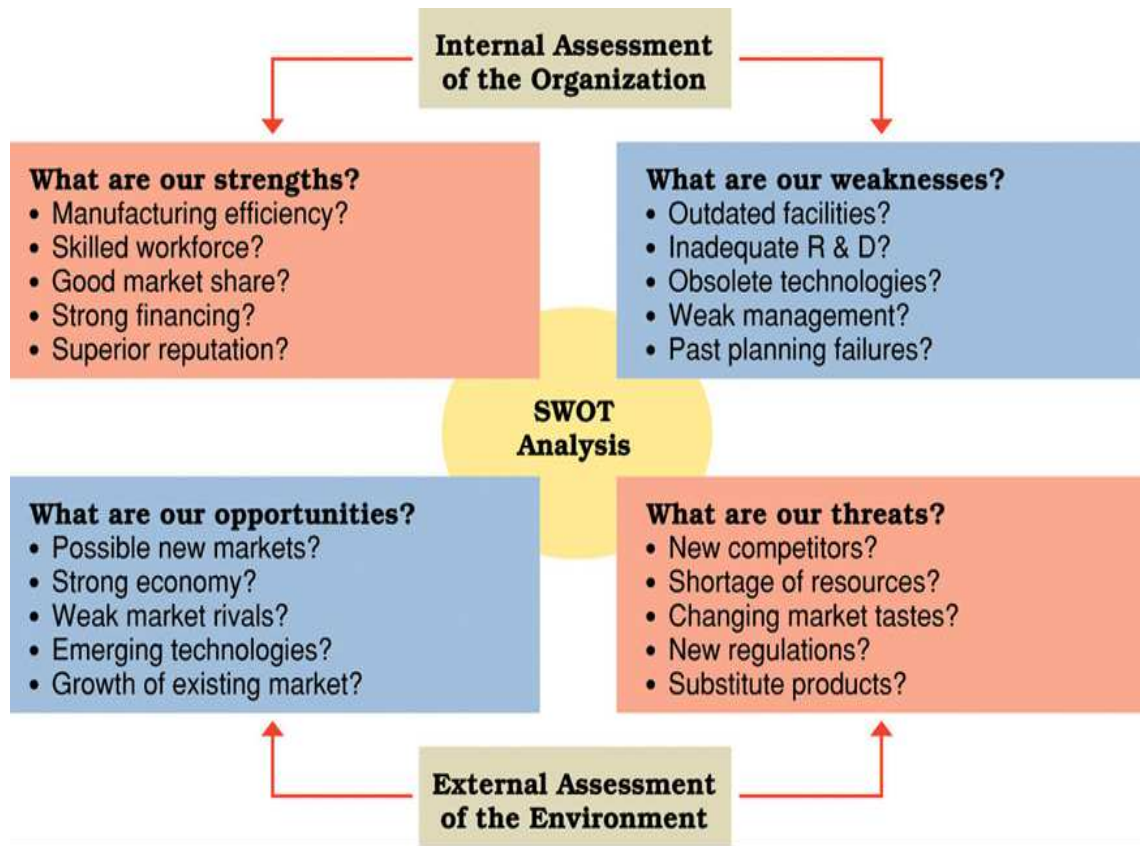 Internal Assessment
of the Organization
What are our strengths?
• Manufacturing efficiency?
• Skilled workforce?
• Good market share?
• Strong financing?
• Superior reputation?
What are our weaknesses?
• Outdated facilities?
• Inadequate R & D?
• Obsolete technologies?
• Weak management?
• Past planning failures?
SWOT
Analysis
What are our opportunities?
• Possible new markets?
• Strong economy?
• Weak market rivals?
• Emerging technologies?
• Growth of existing market?
What are our threats?
• New competitors?
• Shortage of resources?
• Changing market tastes?
• New regulations?
• Substitute products?
External Assessment
of the Environment